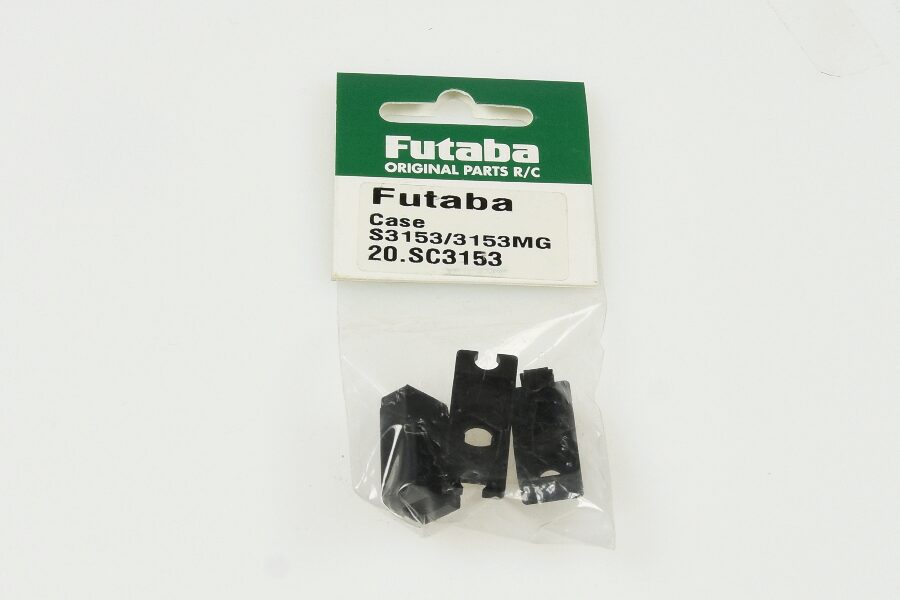 Futaba
ORIGINAL PARTS R/C
Futaba
Case
S3153/3153MG
20.SC3153